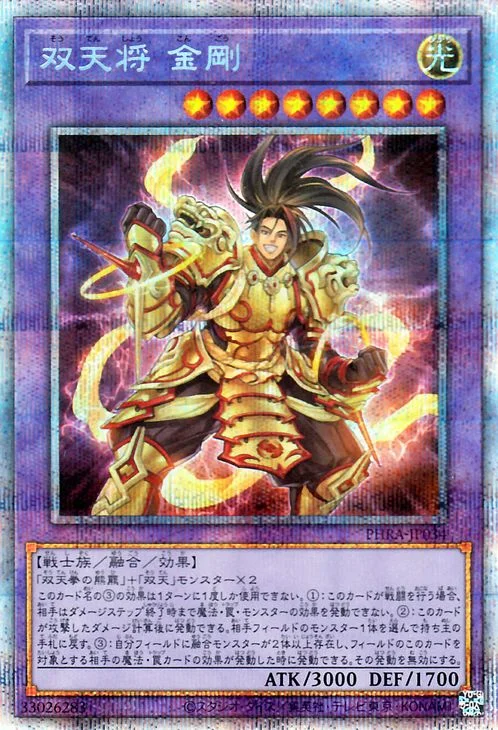 双天将 金剛
光
PHRA-JP034
【戦士族／融合／効果】
「双天拳の熊羆」＋「双天」モンスター×２
このカード名の③の効果は１ターンに１度しか使用できない。①：このカードが戦闘を行う場合、
相手はダメージステップ終了時まで魔法・罠・モンスターの効果を発動できない。②：このカード
が攻撃したダメージ計算後に発動できる。相手フィールドのモンスター１体を選んで持ち主の
手札に戻す。③：自分フィールドに融合モンスターが２体以上存在し、フィールドのこのカードを
対象とする相手の魔法・罠カードの効果が発動した時に発動できる。その発動を無効にする。
ATK/3000 DEF/1700
33026283 ©スタジオ・ダイス／集英社・テレビ東京・KONAMI